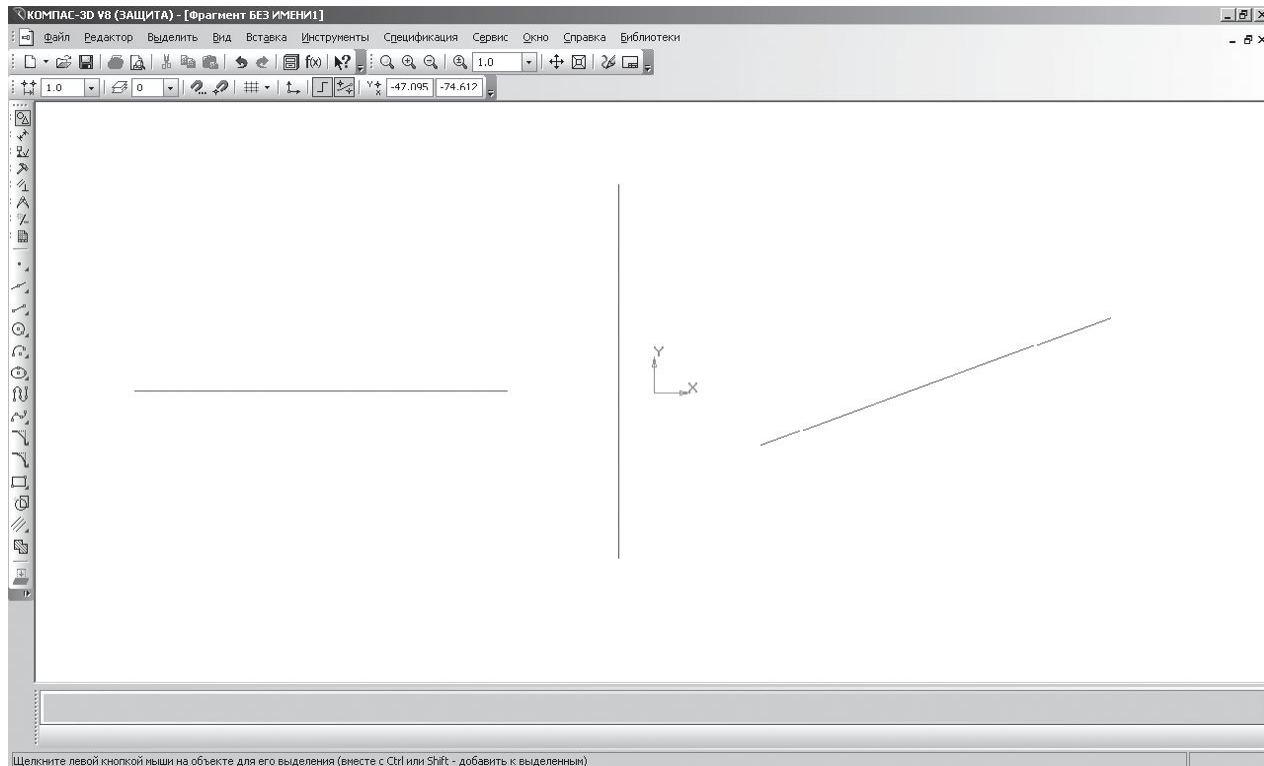 КОМПАС-3D V8 (ЗАЩИТА) - [Фрагмент БЕЗ ИМЕНИ1]
Файл Редактор Выделить Вид Вставка Инструменты Спецификация Сервис Окно Справка Библиотеки
f(x) 1.0
1.0 0 -47.095 -74.612
Y
X
Щелкните левой кнопкой мыши на объекте для его выделения (вместе с Ctrl или Shift - добавить к выделенным)